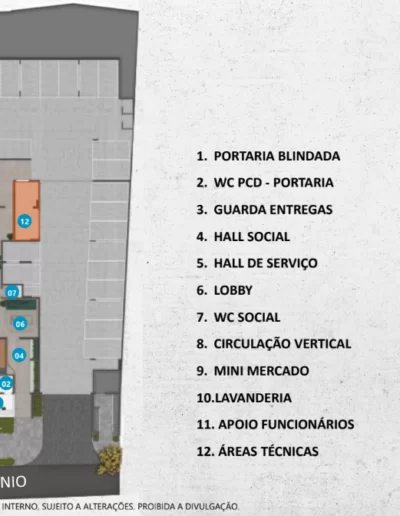 1. PORTARIA BLINDADA
2. WC PCD - PORTARIA
3. GUARDA ENTREGAS
4. HALL SOCIAL
5. HALL DE SERVIÇO
6. LOBBY
7. WC SOCIAL
8. CIRCULAÇÃO VERTICAL
9. MINI MERCADO
10.LAVANDERIA
11. APOIO FUNCIONÁRIOS
12. ÁREAS TÉCNICAS
12
07
06
04
02
NIO
INTERNO, SUJEITO A ALTERAÇÕES. PROIBIDA A DIVULGAÇÃO.